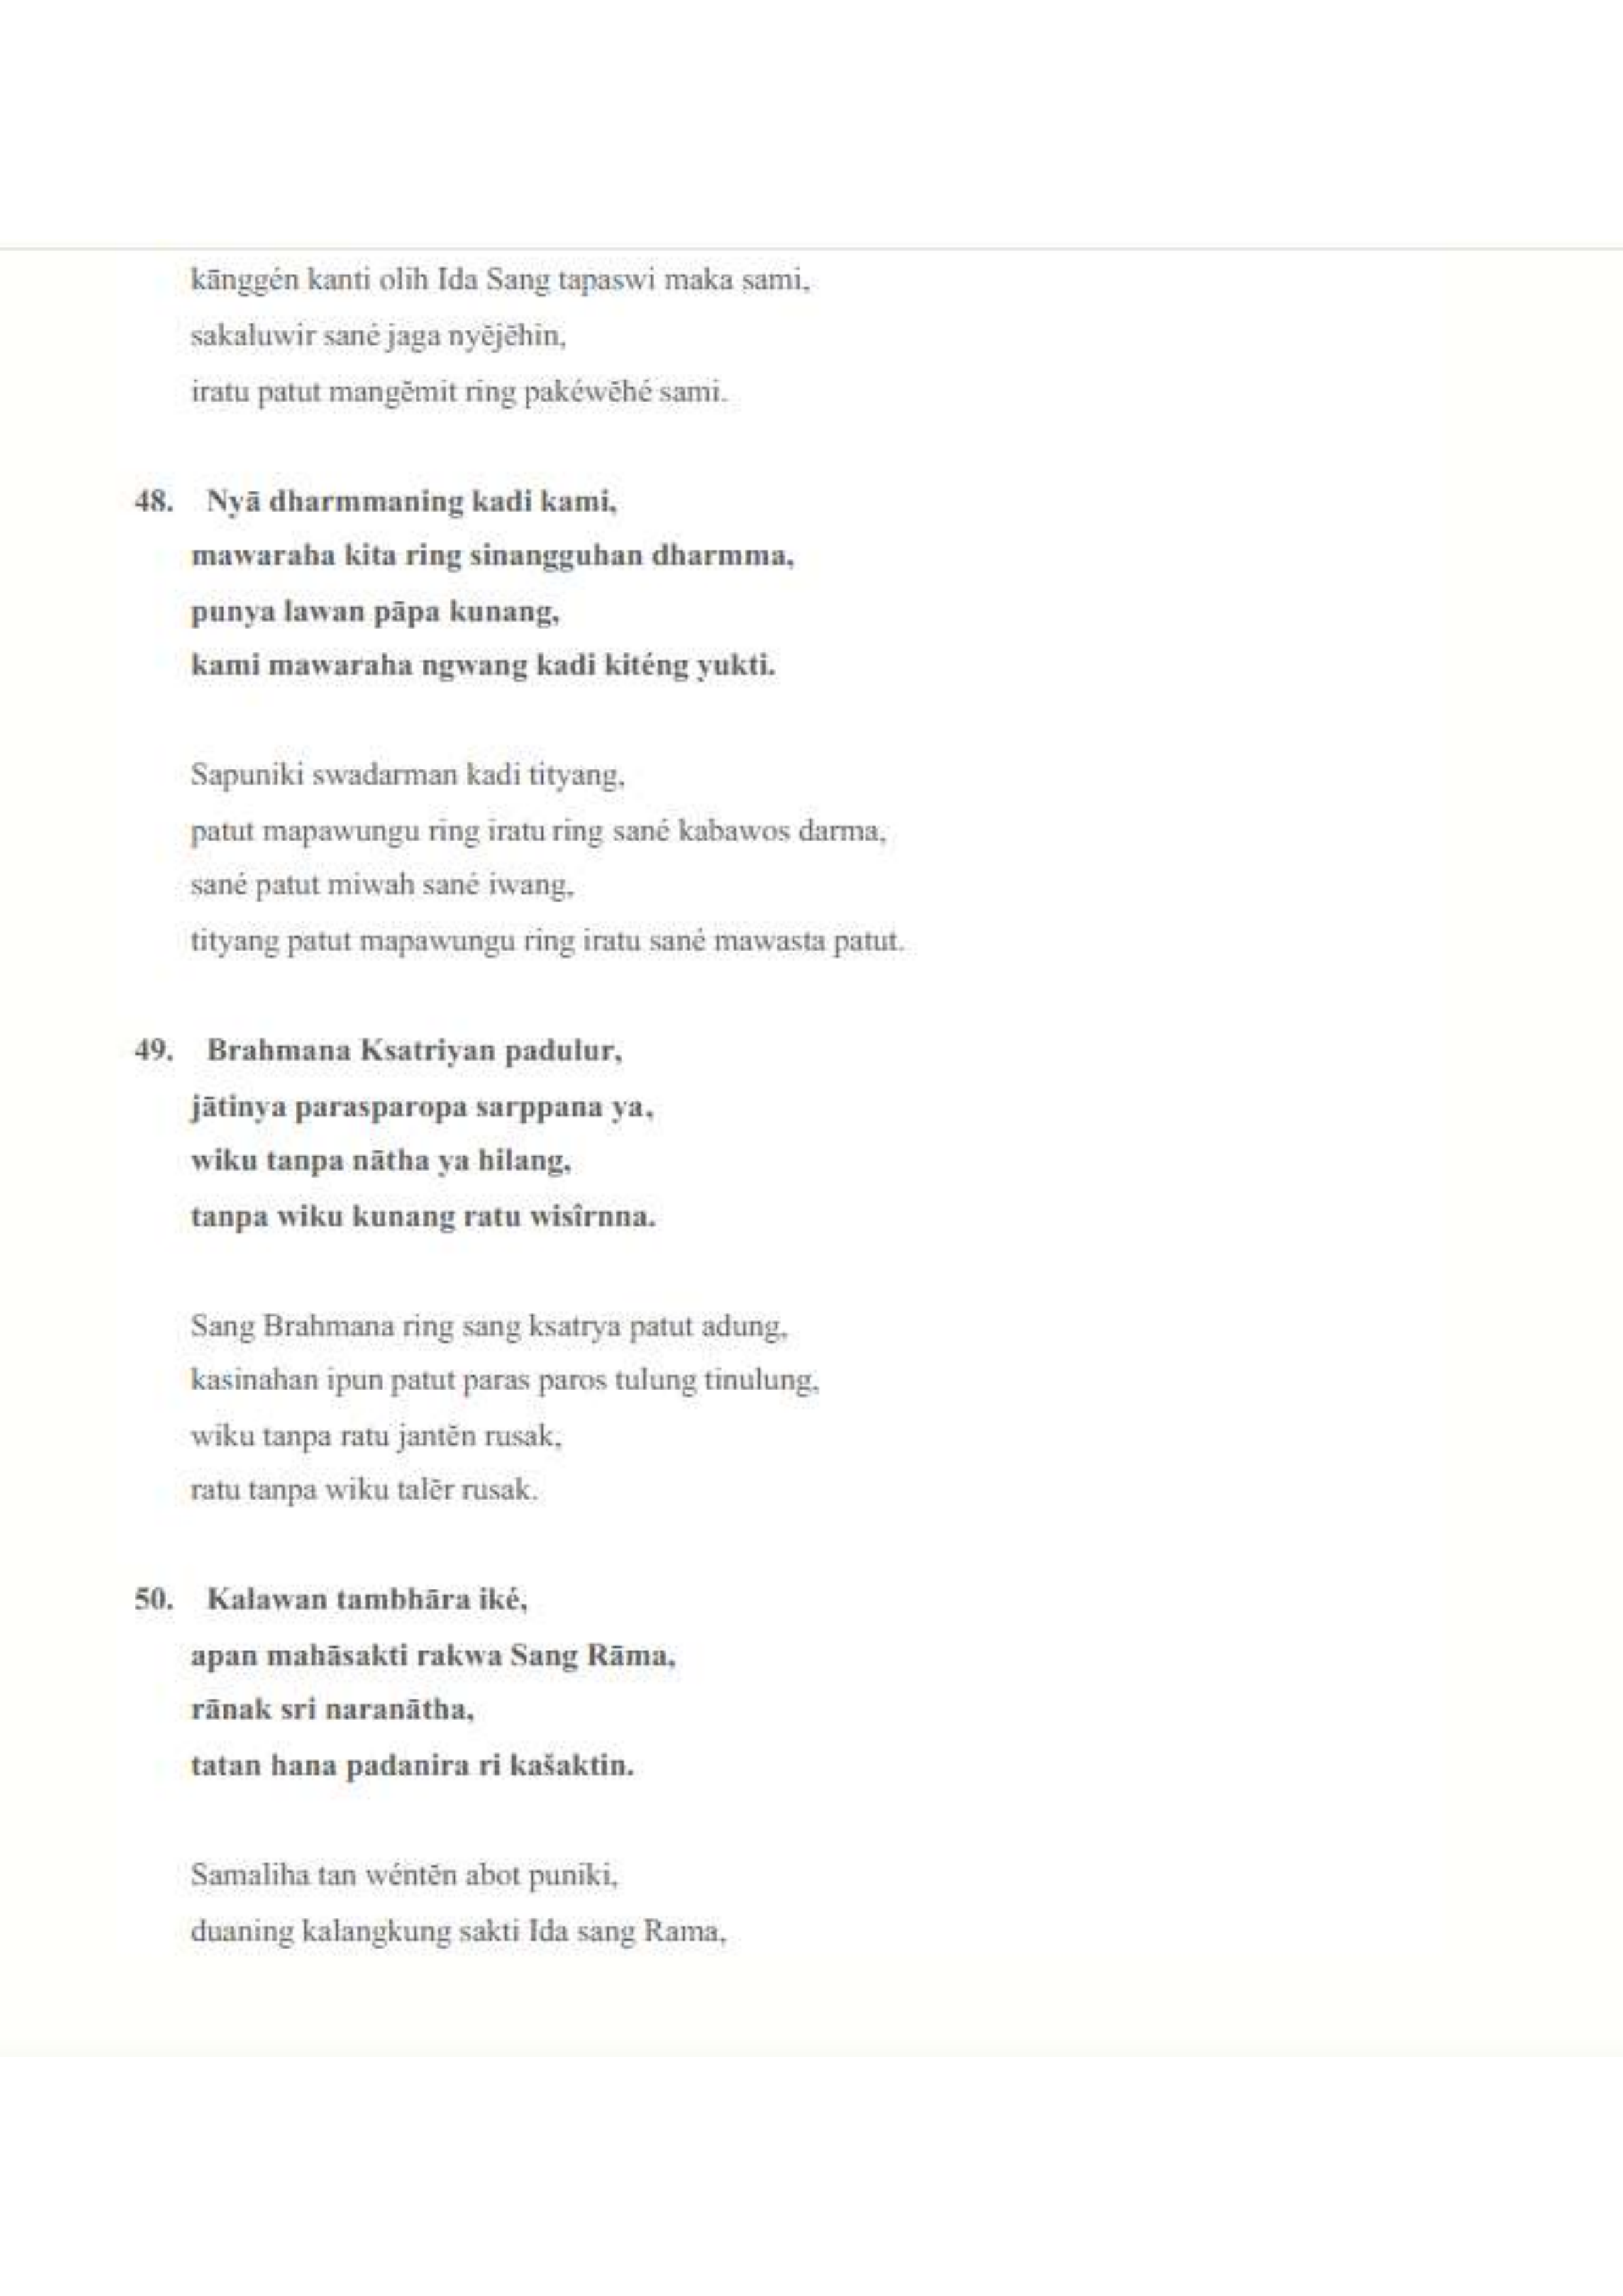 kānggén kanti olih Ida Sang tapaswi maka sami,
sakaluwir sané jaga nyĕjĕhin,
iratu patut mangĕmit ring pakéwĕhé sami.
48. Nyā dharmmaning kadi kami,
mawaraha kita ring sinangguhan dharmma,
punya lawan pāpa kunang,
kami mawaraha ngwang kadi kiténg yukti.
Sapuniki swadarman kadi tityang,
patut mapawungu ring iratu ring sané kabawos darma,
sané patut miwah sané iwang,
tityang patut mapawungu ring iratu sané mawasta patut.
49. Brahmana Ksatriyan padulur,
jātinya parasparopa sarppana ya,
wiku tanpa nātha ya hilang,
tanpa wiku kunang ratu wisîrnna.
Sang Brahmana ring sang ksatrya patut adung,
kasinahan ipun patut paras paros tulung tinulung,
wiku tanpa ratu jantĕn rusak,
ratu tanpa wiku talĕr rusak.
50. Kalawan tambhāra iké,
apan mahāsakti rakwa Sang Rāma,
rānak sri naranātha,
tatan hana padanira ri kašaktin.
Samaliha tan wéntĕn abot puniki,
duaning kalangkung sakti Ida sang Rama,